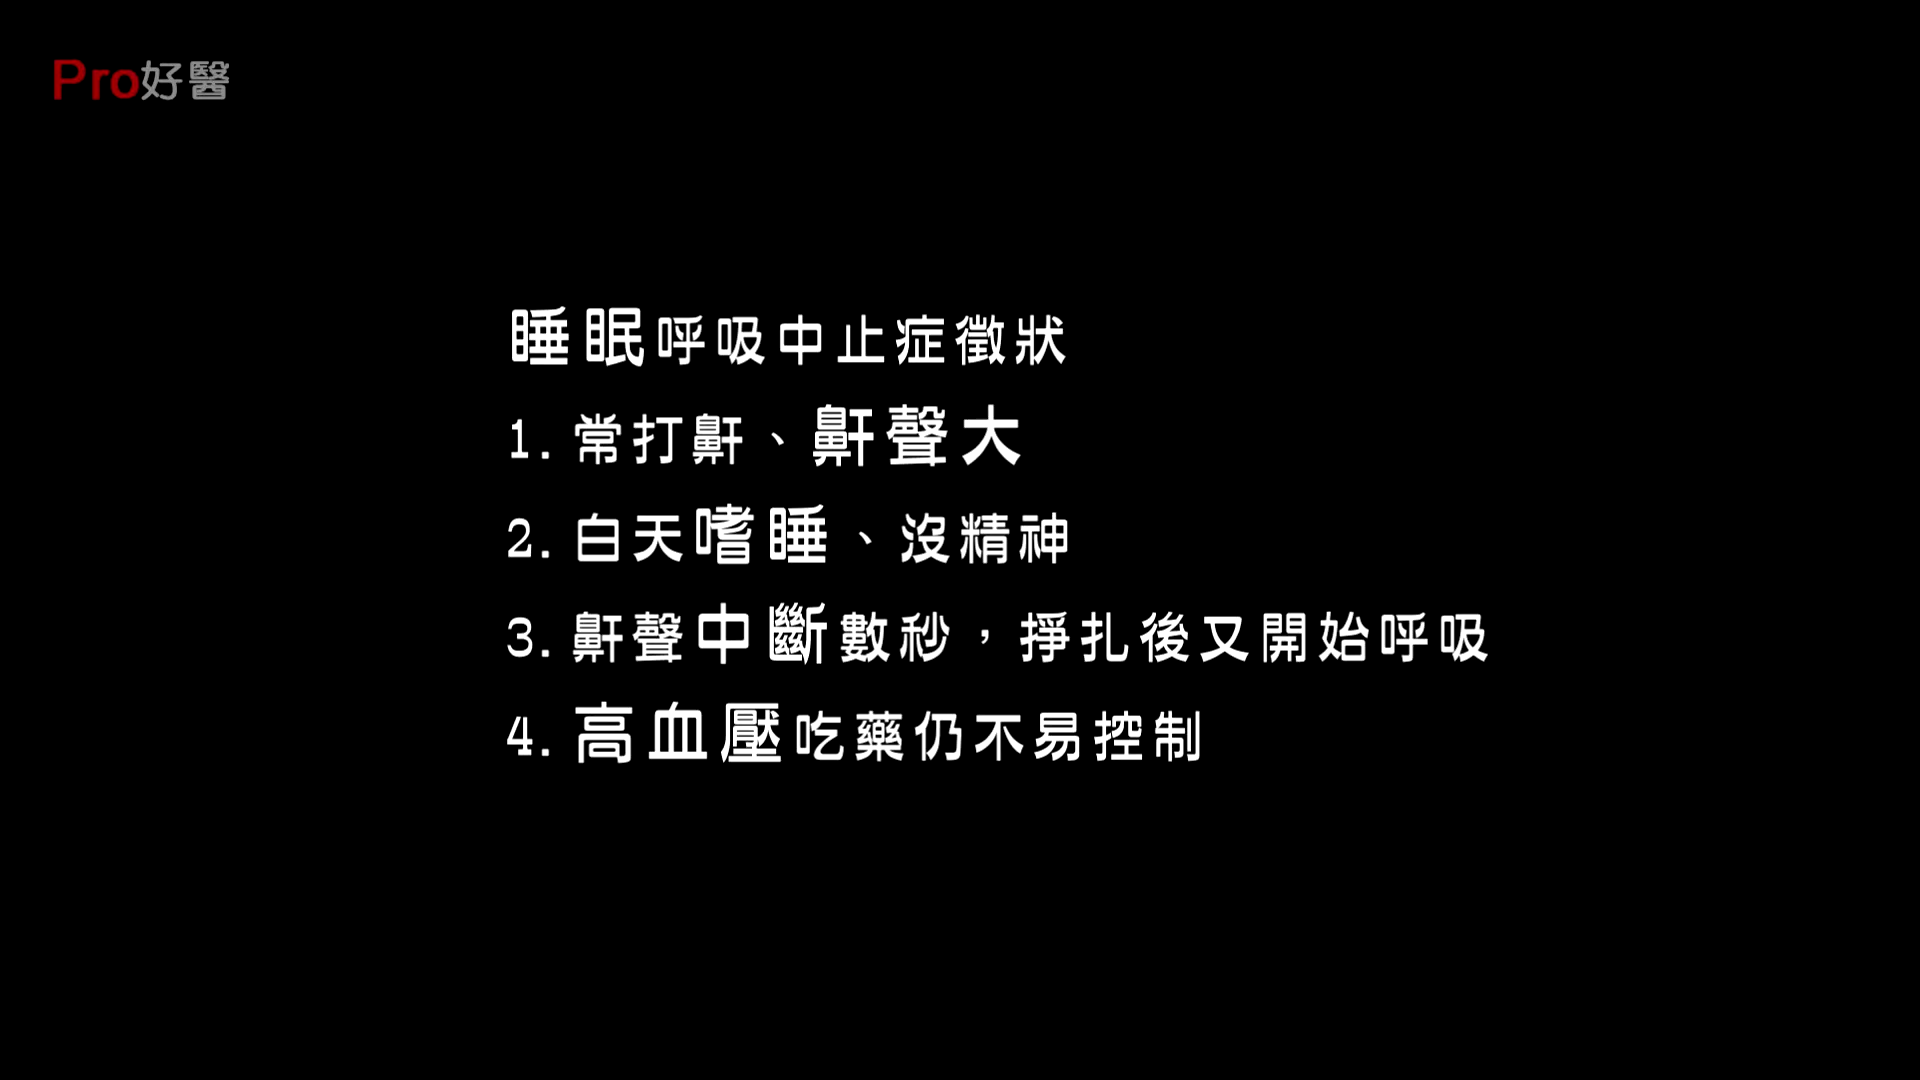 Pro好醫
睡眠呼吸中止症徵狀
1. 常打鼾、鼾聲大
2. 白天嗜睡、沒精神
3. 鼾聲中斷數秒，掙扎後又開始呼吸
4. 高血壓吃藥仍不易控制